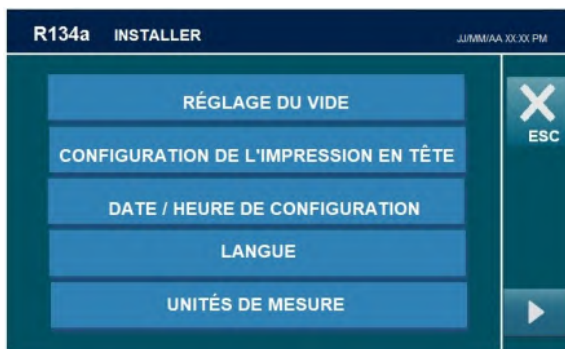 R134a INSTALLER JJ/MM/AA XX:XX PM
RÉGLAGE DU VIDE
ESC
CONFIGURATION DE L'IMPRESSION EN TÊTE
DATE / HEURE DE CONFIGURATION
LANGUE
UNITÉS DE MESURE